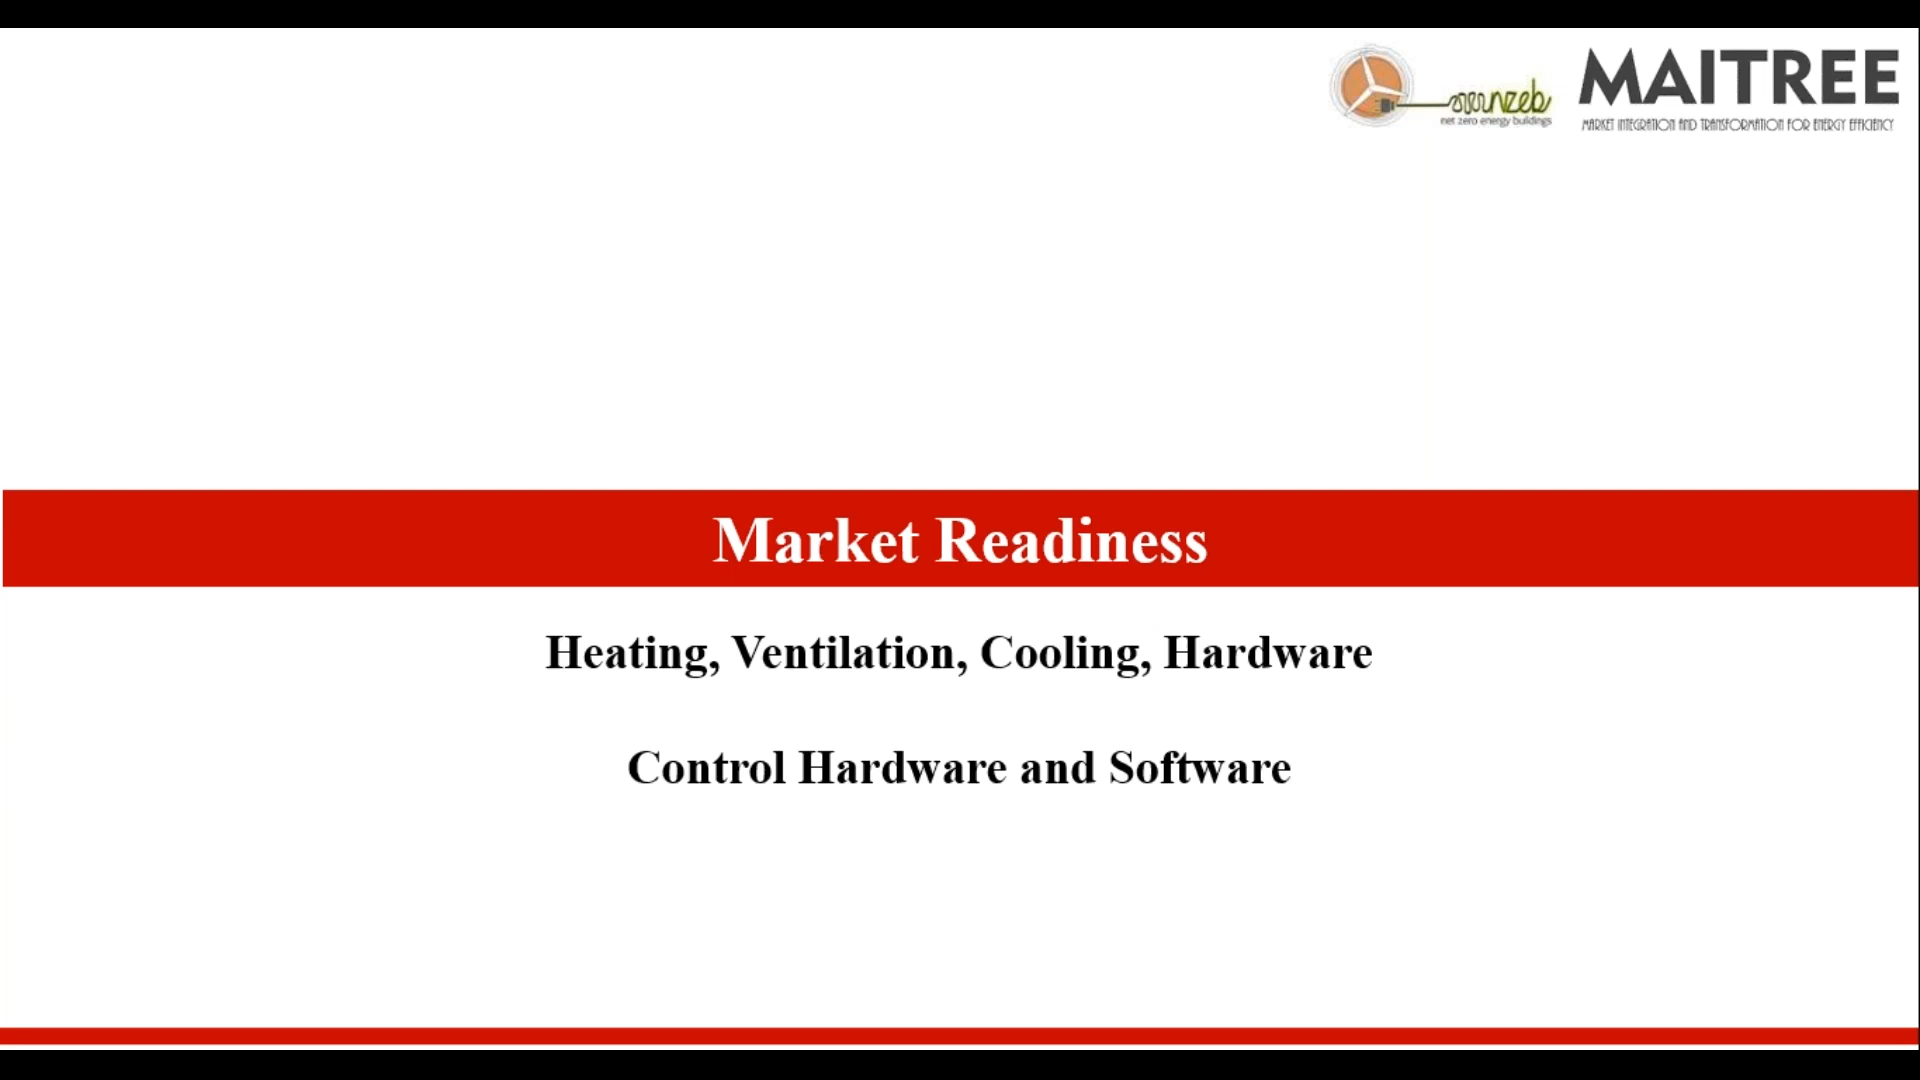 nzeb
net zero energy buildings
MAITREE
MARKET INTEGRATION AND TRANSFORMATION FOR ENERGY EFFICIENCY
Market Readiness
Heating, Ventilation, Cooling, Hardware
Control Hardware and Software